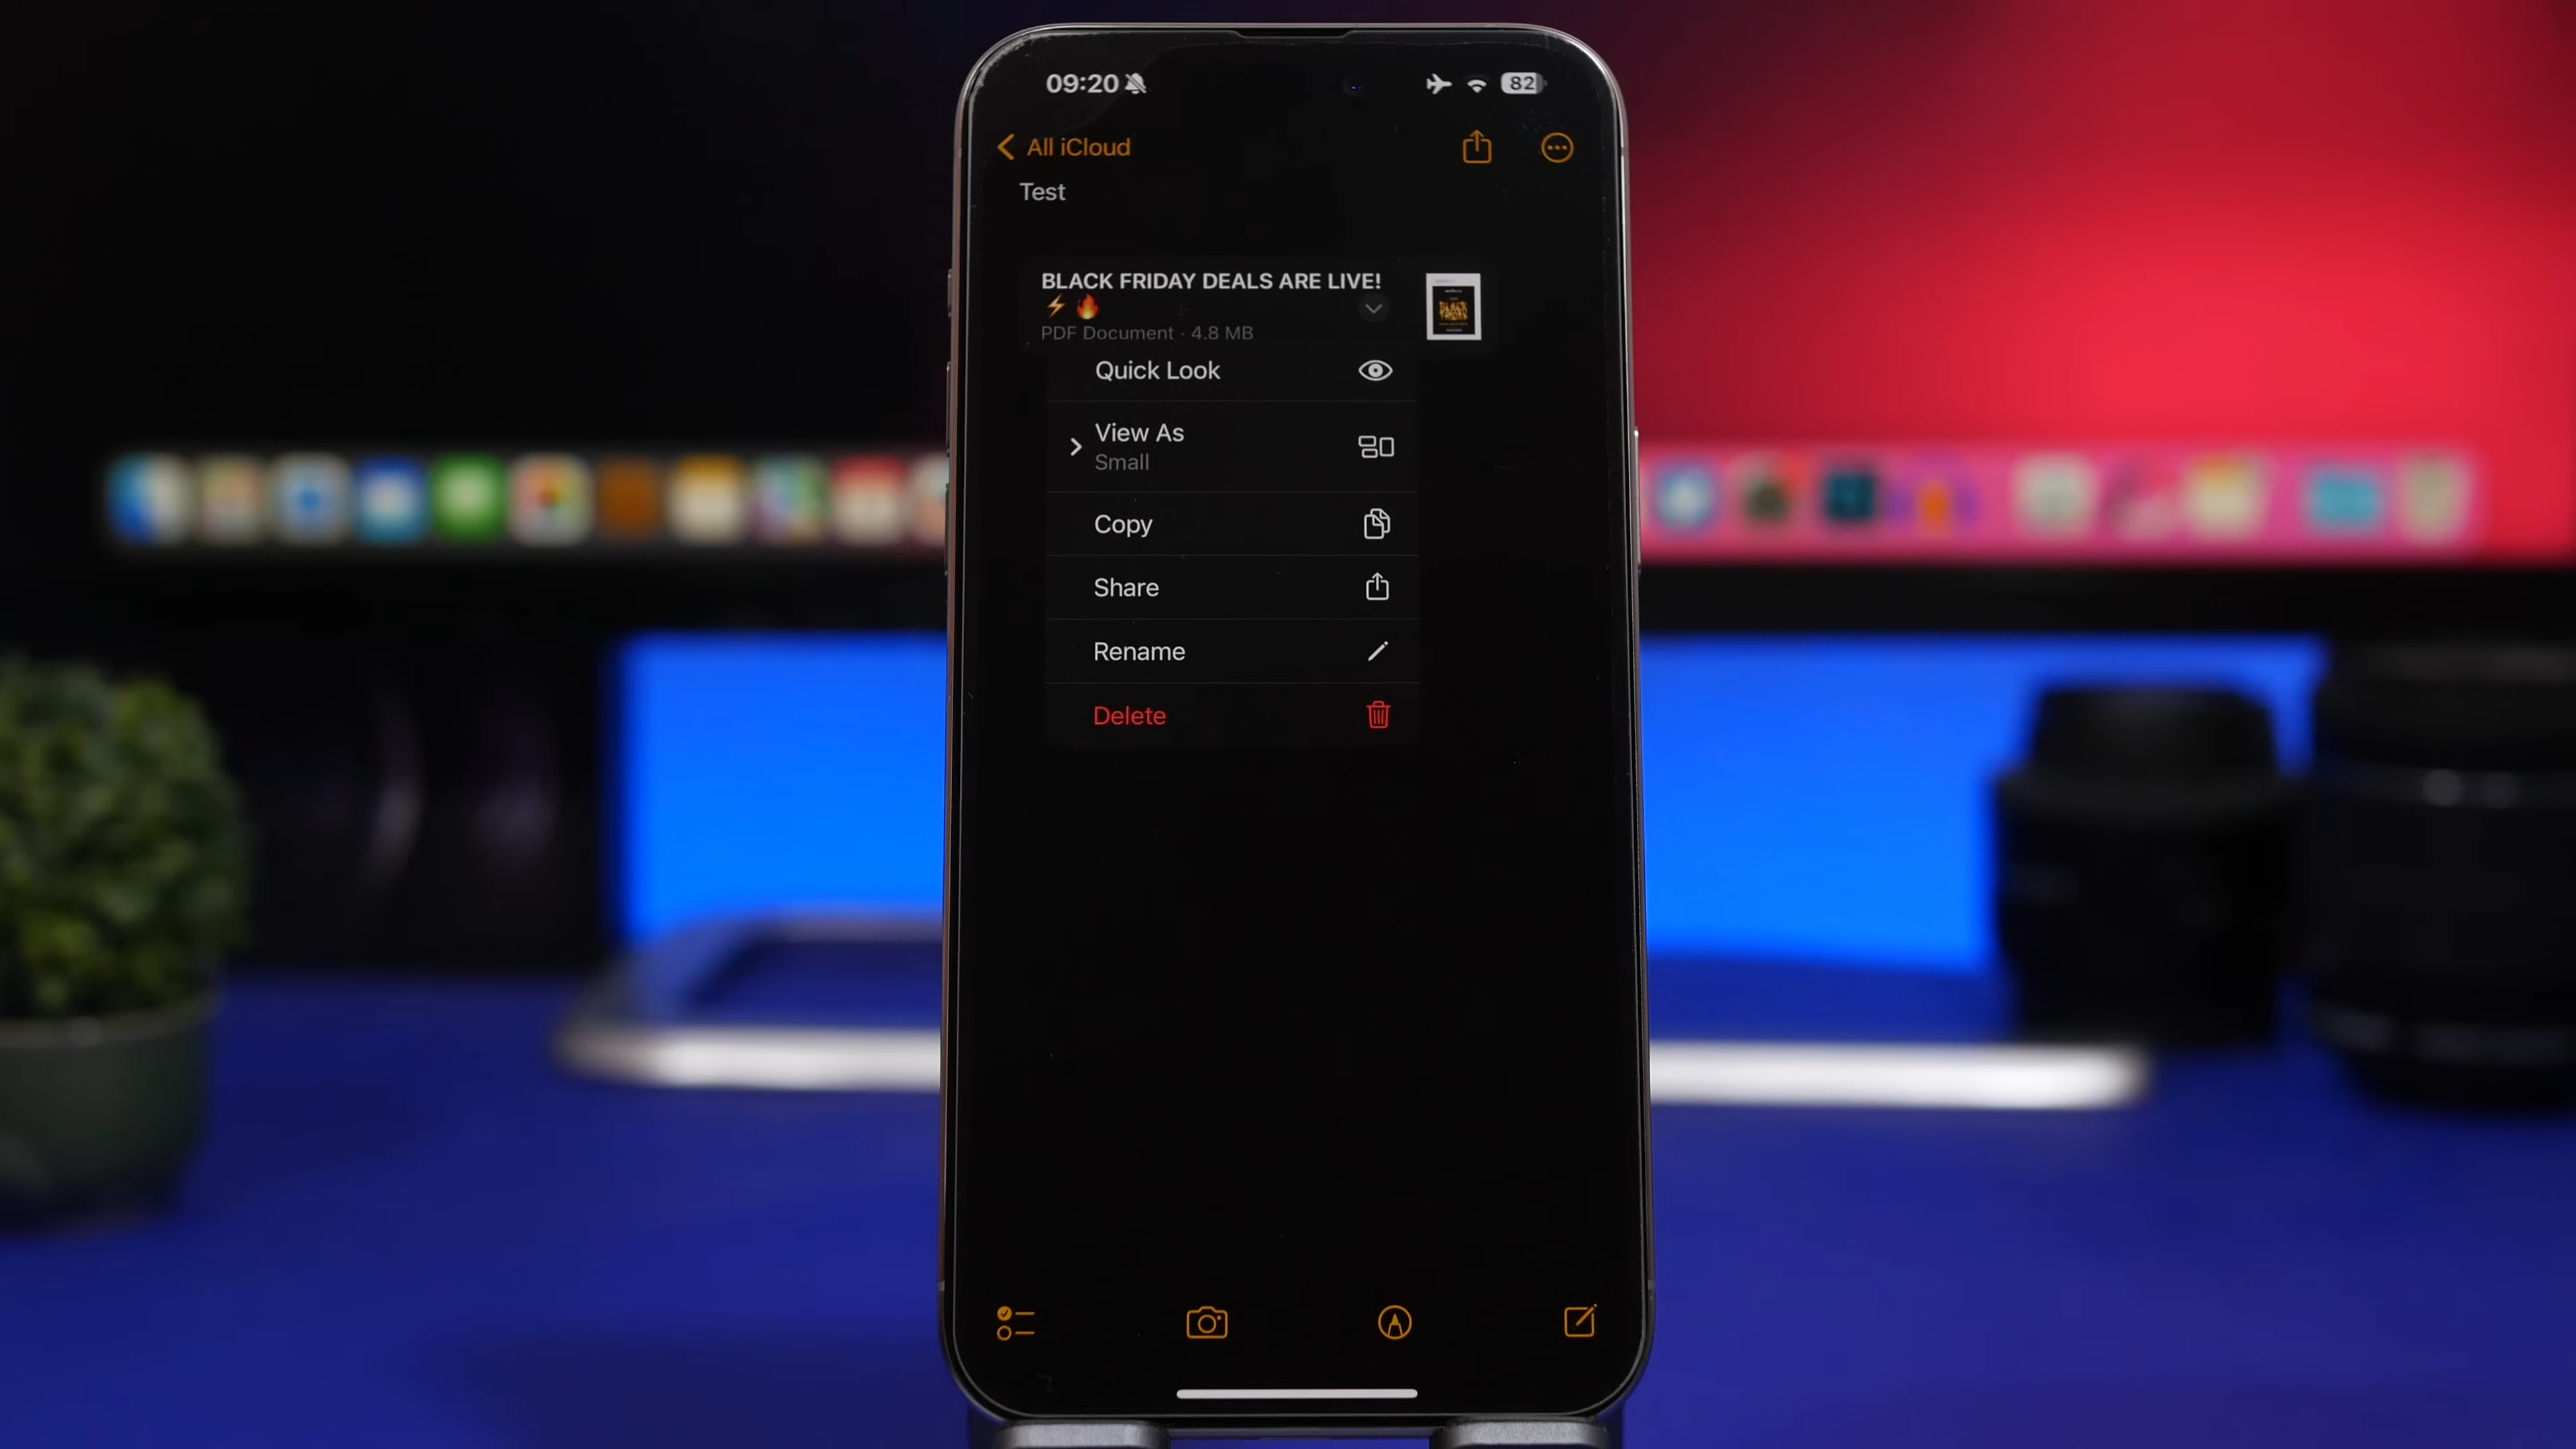 09:20
82
All iCloud
Test
BLACK FRIDAY DEALS ARE LIVE!
⚡🔥
PDF Document · 4.8 MB
Quick Look
View As
Small
Copy
Share
Rename
Delete